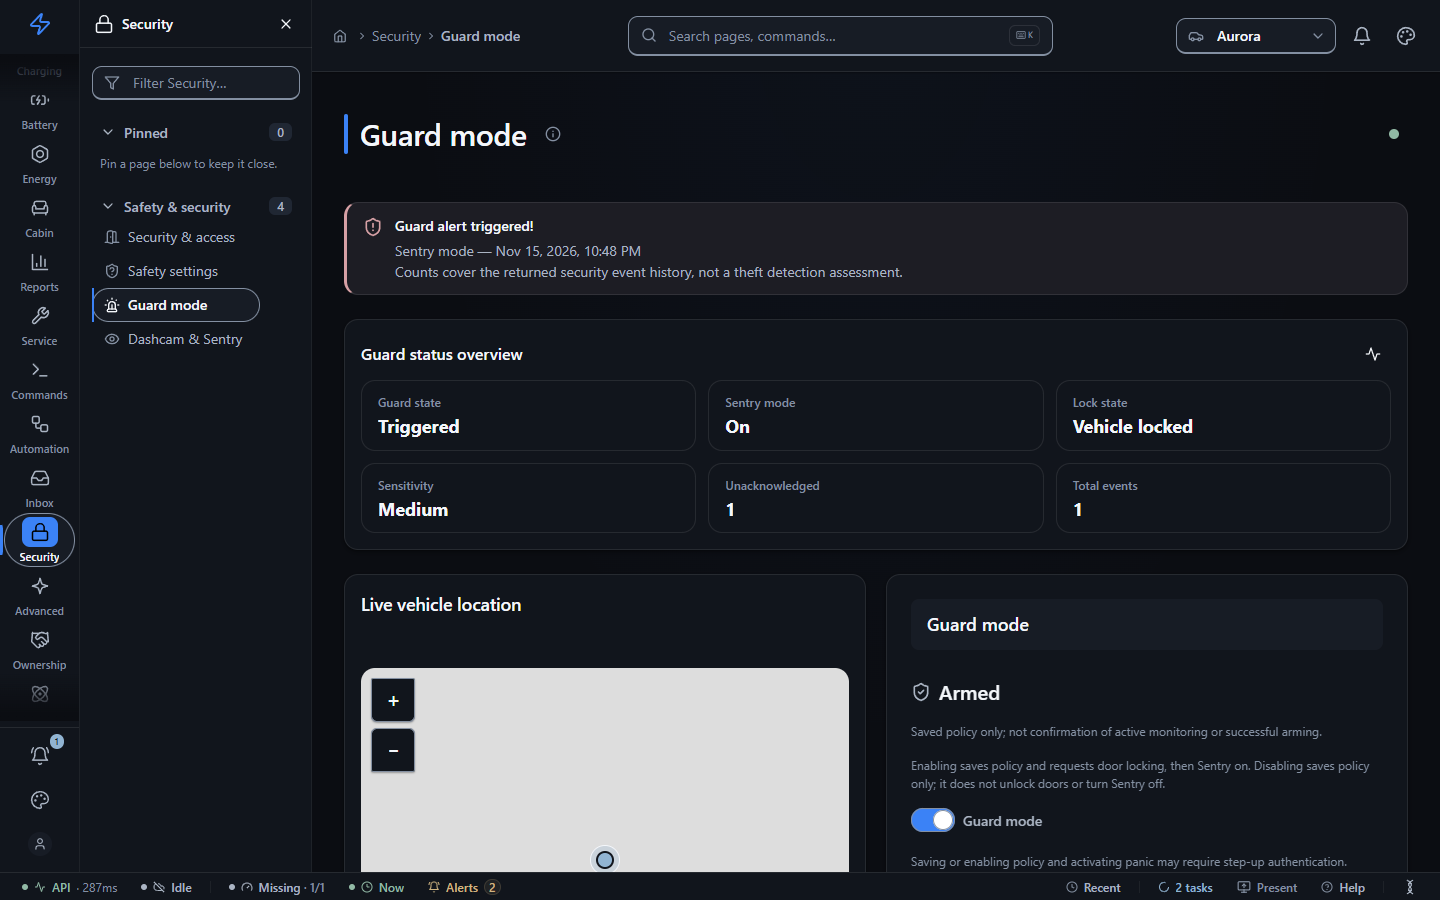 Charging
Battery
Energy
Cabin
Reports
Service
Commands
Automation
Inbox
Security
Advanced
Ownership
1
Security
Filter Security...
Pinned
0
Pin a page below to keep it close.
Safety & security
4
Security & access
Safety settings
Guard mode
Dashcam & Sentry
Security
Guard mode
Search pages, commands...
K
Aurora
Guard mode
Guard alert triggered!
Sentry mode — Nov 15, 2026, 10:48 PM
Counts cover the returned security event history, not a theft detection assessment.
Guard status overview
Guard state
Triggered
Sentry mode
On
Lock state
Vehicle locked
Sensitivity
Medium
Unacknowledged
1
Total events
1
Live vehicle location
+
−
Guard mode
Armed
Saved policy only; not confirmation of active monitoring or successful arming.
Enabling saves policy and requests door locking, then Sentry on. Disabling saves policy
only; it does not unlock doors or turn Sentry off.
Guard mode
Saving or enabling policy and activating panic may require step-up authentication.
API · 287ms
Idle
Missing · 1/1
Now
Alerts 2
Recent
2 tasks
Present
Help